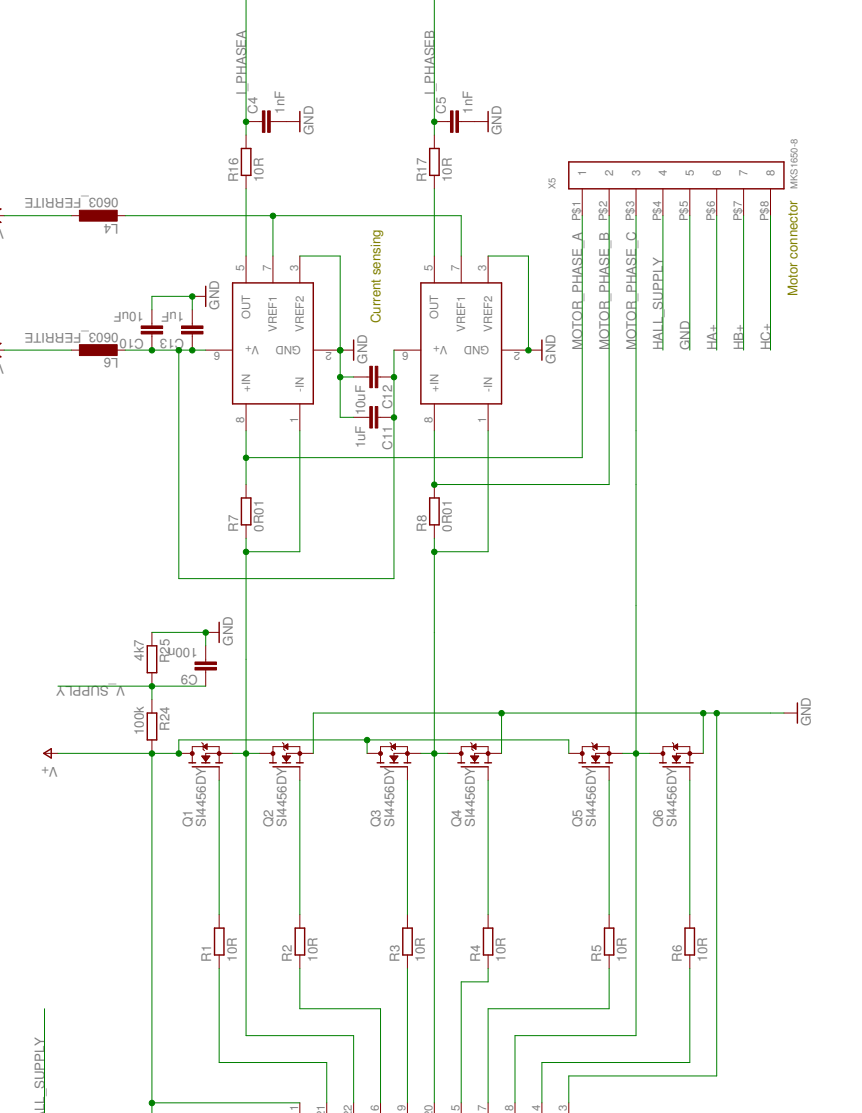 I_PHASEA
I_PHASEB
C4
1nF
GND
C5
1nF
GND
R16
10R
R17
10R
X5
1
2
3
4
5
6
7
8
MKS1650-8
P$1
P$2
P$3
P$4
P$5
P$6
P$7
P$8
MOTOR_PHASE_A
MOTOR_PHASE_B
MOTOR_PHASE_C
HALL_SUPPLY
GND
HA+
HB+
HC+
Motor connector
0603_FERRITE
L4
0603_FERRITE
L6
10uF
C10
1uF
C13
GND
Current sensing
5
7
3
OUT
VREF1
VREF2
6
V+
GND
2
+IN
-IN
8
1
GND
5
7
3
OUT
VREF1
VREF2
6
V+
GND
2
+IN
-IN
8
1
GND
10uF
C12
1uF
C11
R7
0R01
R8
0R01
4k7
R25
100n
C9
GND
V_SUPPLY
100k
R24
V+
GND
Q1
SI4456DY
Q2
SI4456DY
Q3
SI4456DY
Q4
SI4456DY
Q5
SI4456DY
Q6
SI4456DY
R1
10R
R2
10R
R3
10R
R4
10R
R5
10R
R6
10R
LL_SUPPLY
1
21
22
6
9
20
5
7
8
4
3